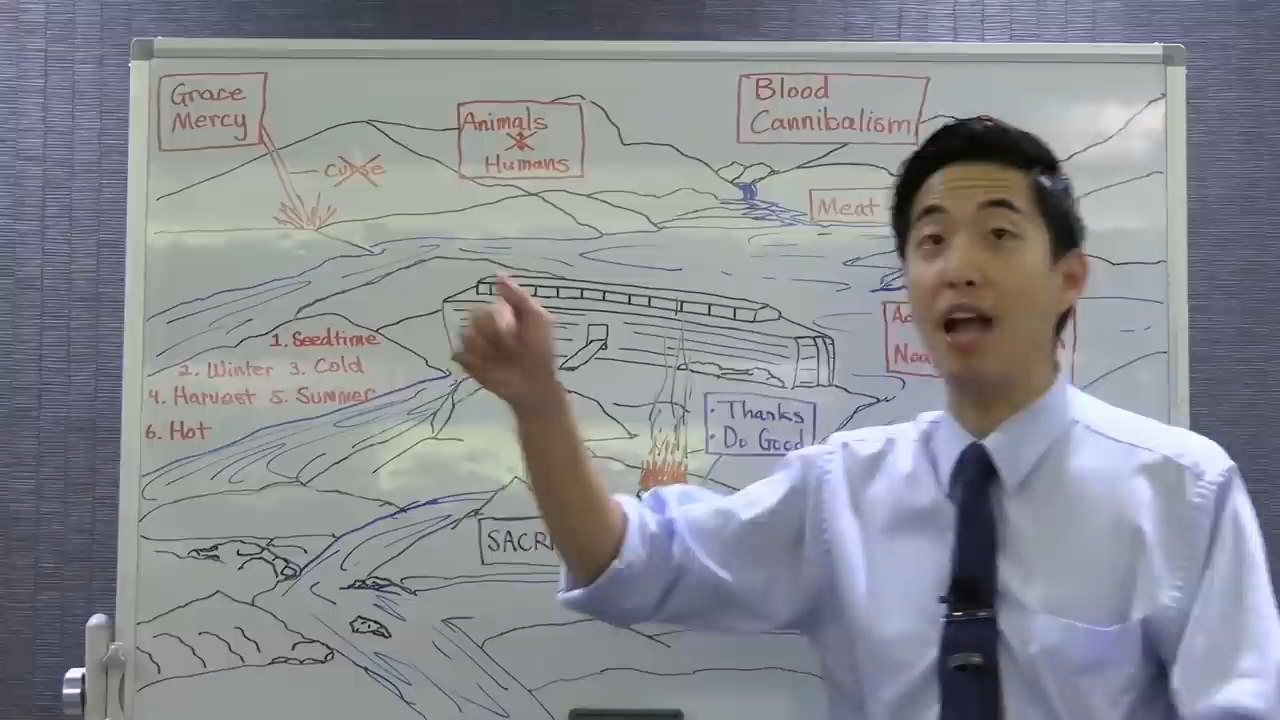 Grace
Mercy
curse
Animals
Humans
Blood
Cannibalism
Meat
1. Seedtime
2. Winter 3. Cold
4. Harvest 5. Summer
6. Hot
· Thanks
· Do Good